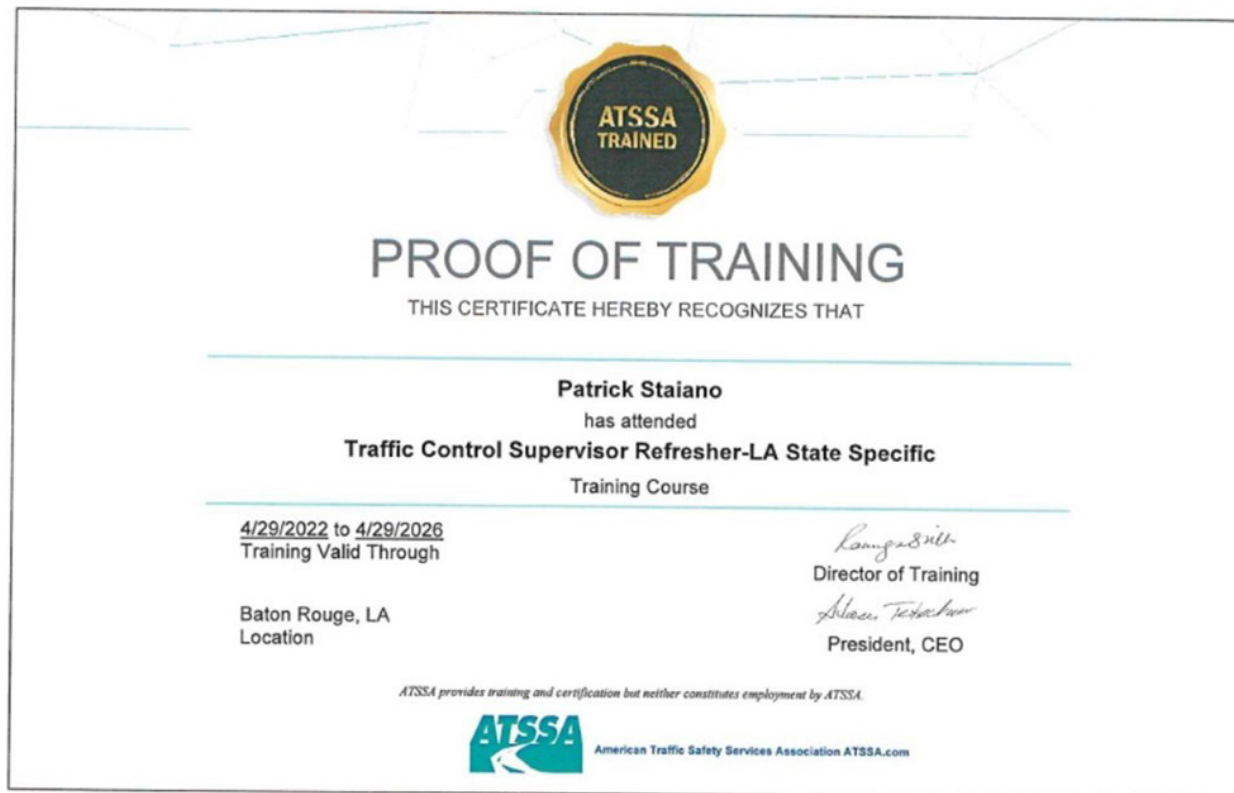 ATSSA
TRAINED
PROOF OF TRAINING
THIS CERTIFICATE HEREBY RECOGNIZES THAT
Patrick Staiano
has attended
Traffic Control Supervisor Refresher-LA State Specific
Training Course
4/29/2022 to 4/29/2026
Training Valid Through
Director of Training
Baton Rouge, LA
Location
President, CEO
ATSSA provides training and certification but neither constitutes employment by ATSSA.
ATSSA
American Traffic Safety Services Association ATSSA.com